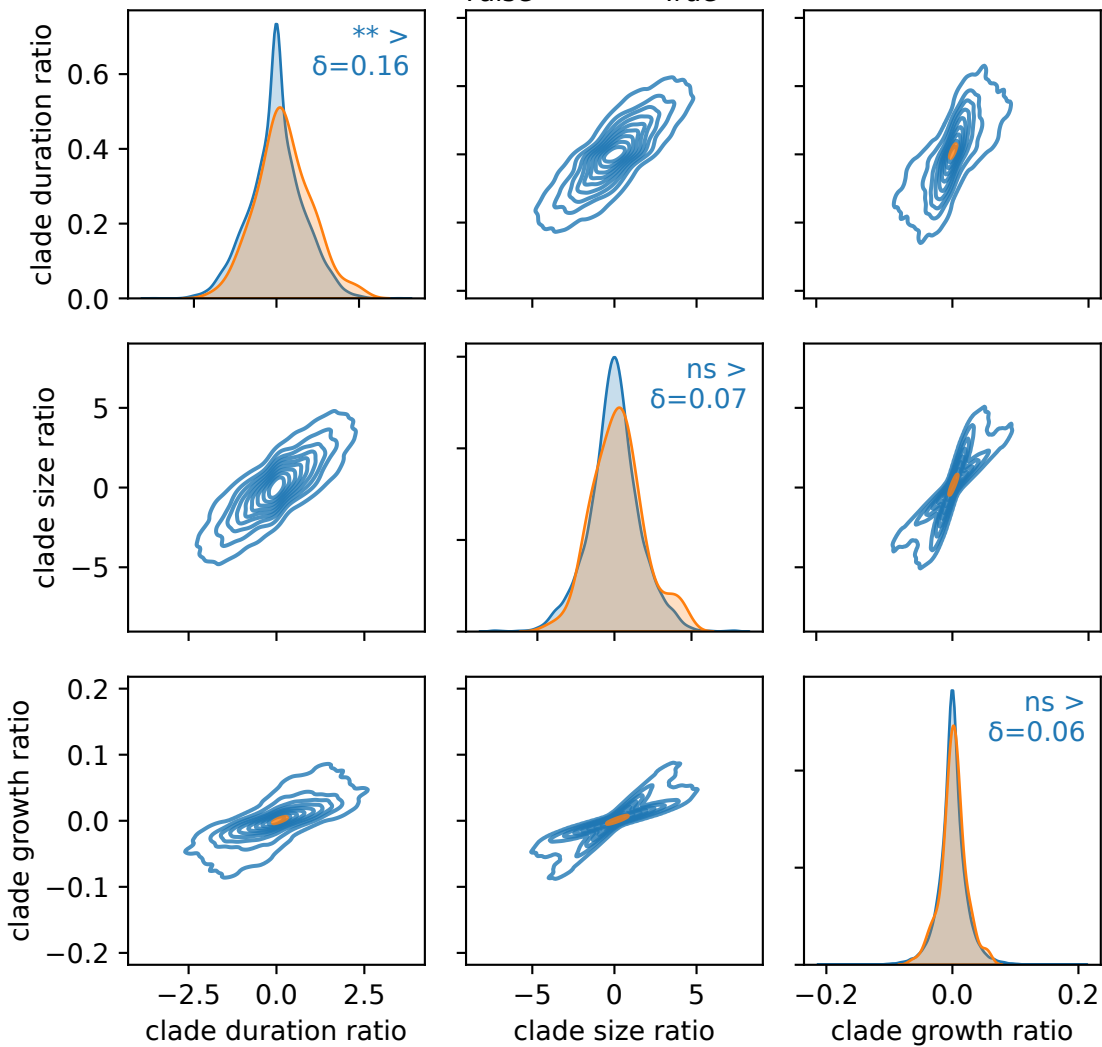 ** >
δ=0.16
0.6
0.4
0.2
0.0
clade duration ratio
ns >
δ=0.07
5
0
−5
clade size ratio
ns >
δ=0.06
0.2
0.1
0.0
−0.1
−0.2
clade growth ratio
−2.5 0.0 2.5
−5 0 5
−0.2 0.0 0.2
clade duration ratio
clade size ratio
clade growth ratio